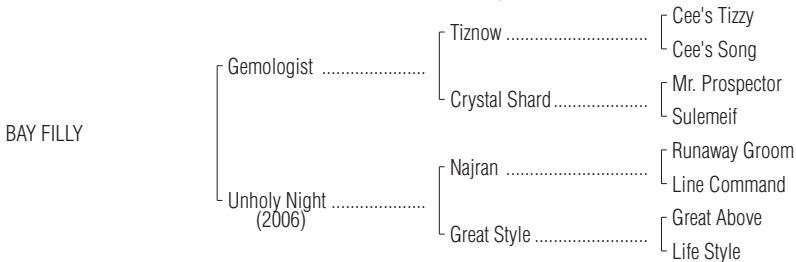 Cee's Tizzy
Tiznow ..............................
Cee's Song
Gemologist ......................
Mr. Prospector
Crystal Shard ....................
Sulemeif
BAY FILLY
Runaway Groom
Najran ..............................
Line Command
Unholy Night ....................
(2006)
Great Above
Great Style ........................
Life Style